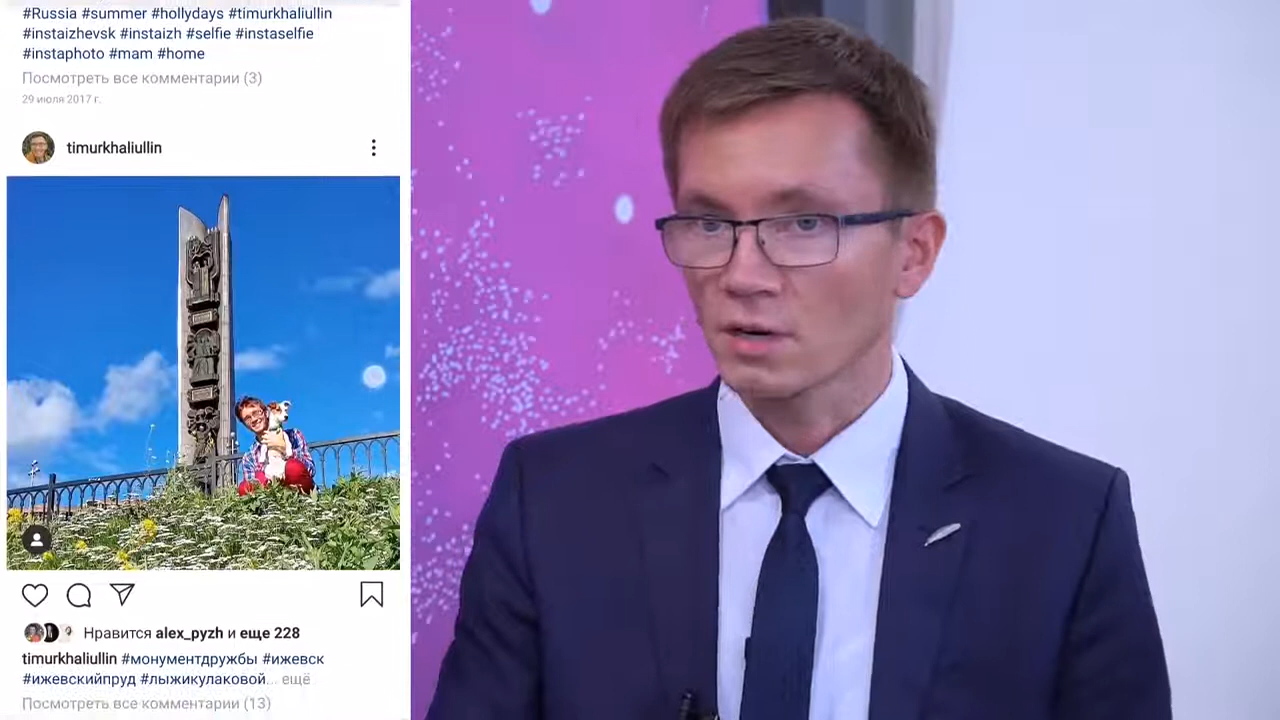 #Russia #summer #hollydays #timurkhaliullin
#instaizhevsk #instaizh #selfie #instaselfie
#instaphoto #mam #home
Посмотреть все комментарии (3)
29 июля 2017 г.
timurkhaliullin
Нравится alex_pyzh и еще 228
timurkhaliullin #монументдружбы #ижевск
#ижевскийпруд #лыжикулаковой... ещё
Посмотреть все комментарии (13)